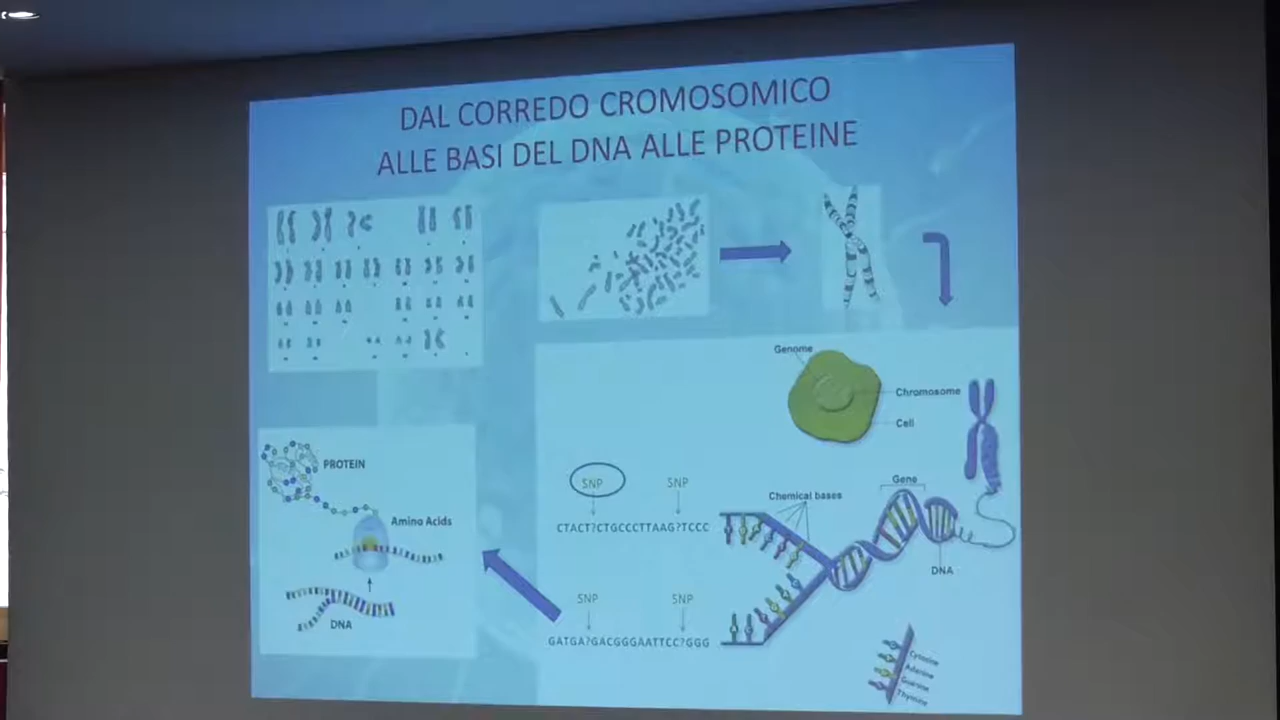 DAL CORREDO CROMOSOMICO
ALLE BASI DEL DNA ALLE PROTEINE
Genome
Chromosome
Cell
PROTEIN
Amino Acids
DNA
SNP
SNP
CTACT?CTGCCCTTAAG?TCCC
Chemical bases
Gene
DNA
SNP
SNP
GATGA?GACGGGAATTCC?GGG
Cytosine
Adenine
Guanine
Thymine